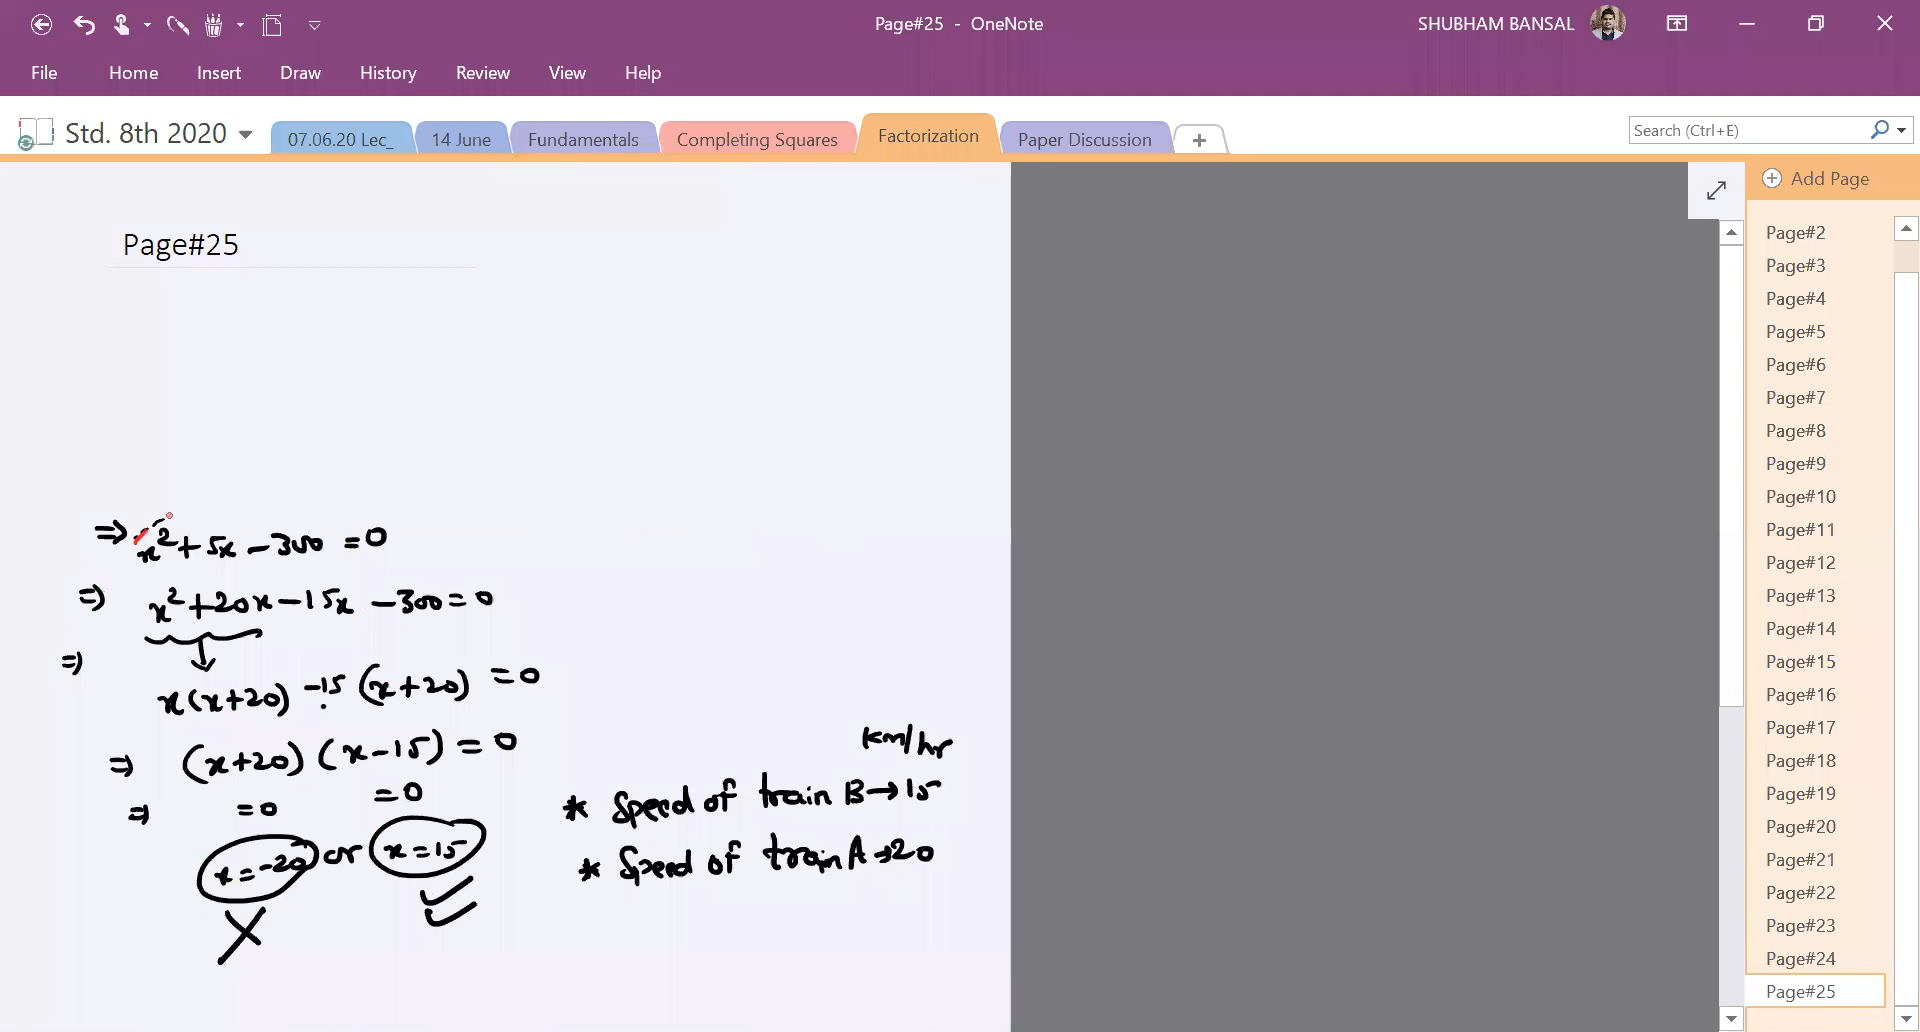 Page#25 - OneNote
SHUBHAM BANSAL
File Home Insert Draw History Review View Help
Std. 8th 2020
07.06.20 Lec_
14 June
Fundamentals
Completing Squares
Factorization
Paper Discussion
+
Search (Ctrl+E)
Page#25
⇒ x² + 5x - 300 = 0
⇒ x² + 20x - 15x - 300 = 0
⇒ x(x+20) -15 (x+20) = 0
⇒ (x+20) (x-15) = 0
⇒ = 0 = 0
x = -20 or x = 15
km/hr
* Speed of train B → 15
* Speed of train A → 20
Add Page
Page#2
Page#3
Page#4
Page#5
Page#6
Page#7
Page#8
Page#9
Page#10
Page#11
Page#12
Page#13
Page#14
Page#15
Page#16
Page#17
Page#18
Page#19
Page#20
Page#21
Page#22
Page#23
Page#24
Page#25